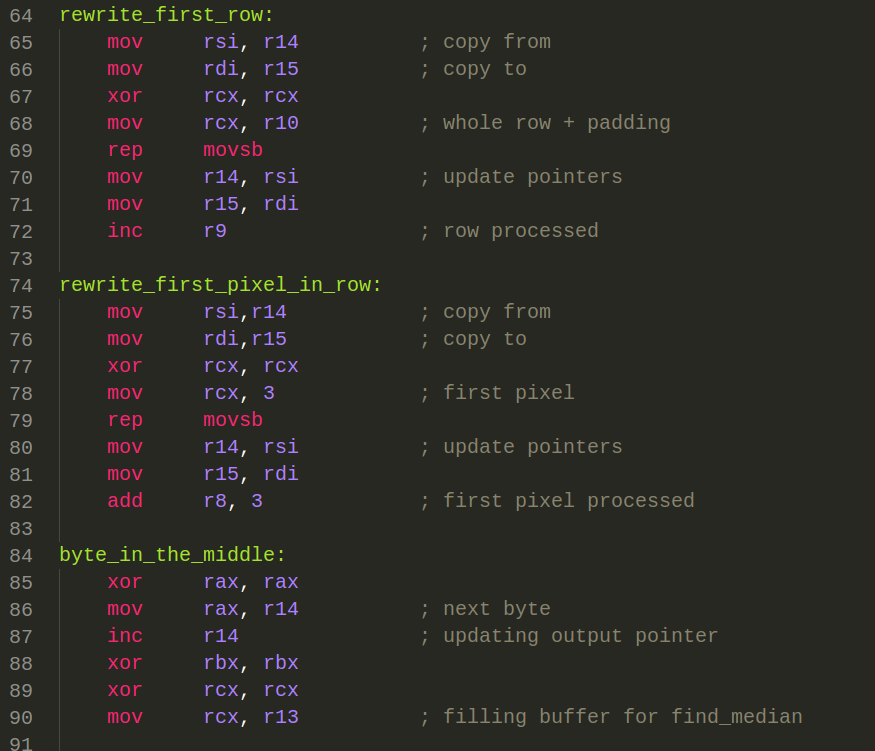 64 rewrite_first_row:
65 mov rsi, r14 ; copy from
66 mov rdi, r15 ; copy to
67 xor rcx, rcx
68 mov rcx, r10 ; whole row + padding
69 rep movsb
70 mov r14, rsi ; update pointers
71 mov r15, rdi
72 inc r9 ; row processed
73
74 rewrite_first_pixel_in_row:
75 mov rsi,r14 ; copy from
76 mov rdi,r15 ; copy to
77 xor rcx, rcx
78 mov rcx, 3 ; first pixel
79 rep movsb
80 mov r14, rsi ; update pointers
81 mov r15, rdi
82 add r8, 3 ; first pixel processed
83
84 byte_in_the_middle:
85 xor rax, rax
86 mov rax, r14 ; next byte
87 inc r14 ; updating output pointer
88 xor rbx, rbx
89 xor rcx, rcx
90 mov rcx, r13 ; filling buffer for find_median
91